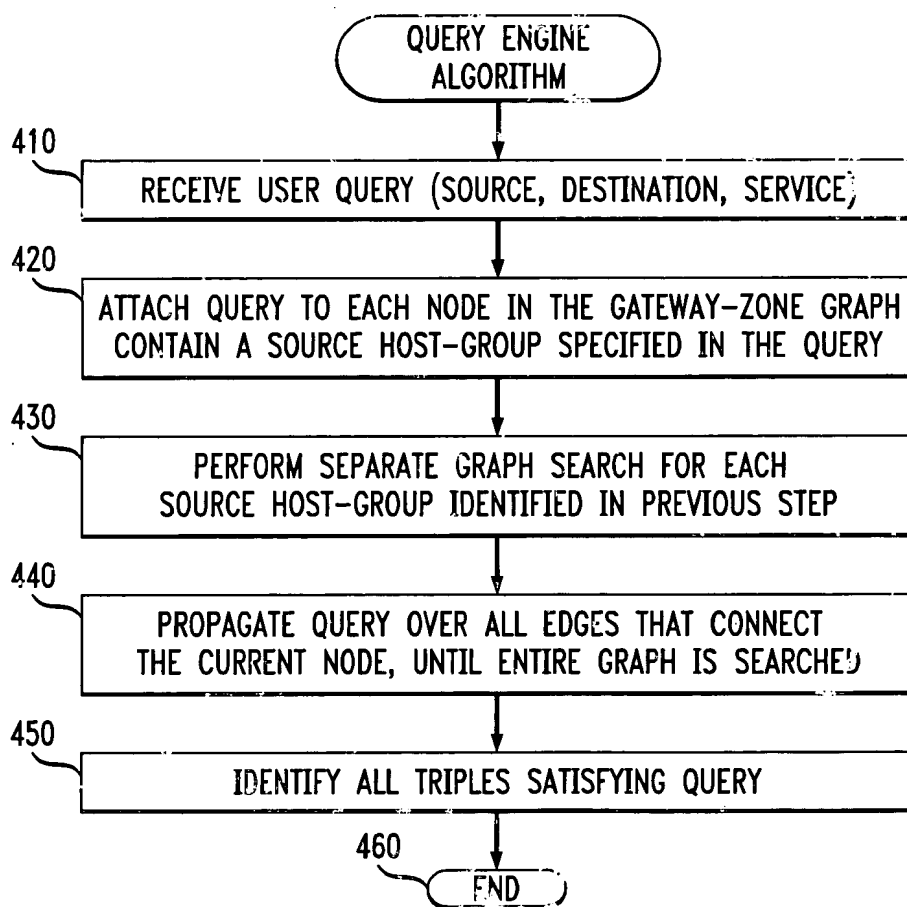 QUERY ENGINE
ALGORITHM
410
RECEIVE USER QUERY (SOURCE, DESTINATION, SERVICE)
420
ATTACH QUERY TO EACH NODE IN THE GATEWAY-ZONE GRAPH
CONTAIN A SOURCE HOST-GROUP SPECIFIED IN THE QUERY
430
PERFORM SEPARATE GRAPH SEARCH FOR EACH
SOURCE HOST-GROUP IDENTIFIED IN PREVIOUS STEP
440
PROPAGATE QUERY OVER ALL EDGES THAT CONNECT
THE CURRENT NODE, UNTIL ENTIRE GRAPH IS SEARCHED
450
IDENTIFY ALL TRIPLES SATISFYING QUERY
460
END